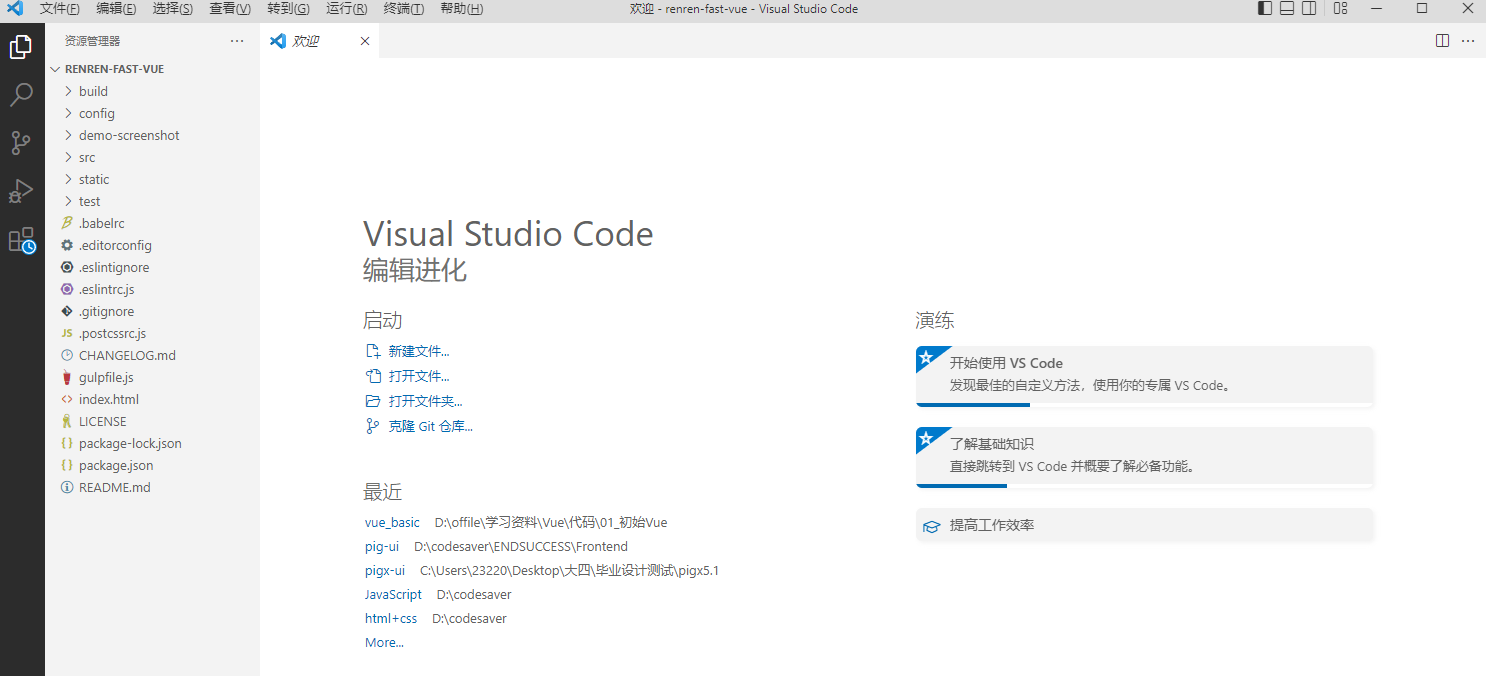 文件(F) 编辑(E) 选择(S) 查看(V) 转到(G) 运行(R) 终端(T) 帮助(H) 欢迎 - renren-fast-vue - Visual Studio Code
资源管理器 ···
欢迎
RENREN-FAST-VUE
build
config
demo-screenshot
src
static
test
.babelrc
.editorconfig
.eslintignore
.eslintrc.js
.gitignore
JS .postcssrc.js
CHANGELOG.md
gulpfile.js
<> index.html
LICENSE
{} package-lock.json
{} package.json
README.md
Visual Studio Code
编辑进化
启动
新建文件...
打开文件...
打开文件夹...
克隆 Git 仓库...
最近
vue_basic D:\offile\学习资料\Vue\代码\01_初始Vue
pig-ui D:\codesaver\ENDSUCCESS\Frontend
pigx-ui C:\Users\23220\Desktop\大四\毕业设计测试\pigx5.1
JavaScript D:\codesaver
html+css D:\codesaver
More...
演练
开始使用 VS Code
发现最佳的自定义方法，使用你的专属 VS Code。
了解基础知识
直接跳转到 VS Code 并概要了解必备功能。
提高工作效率